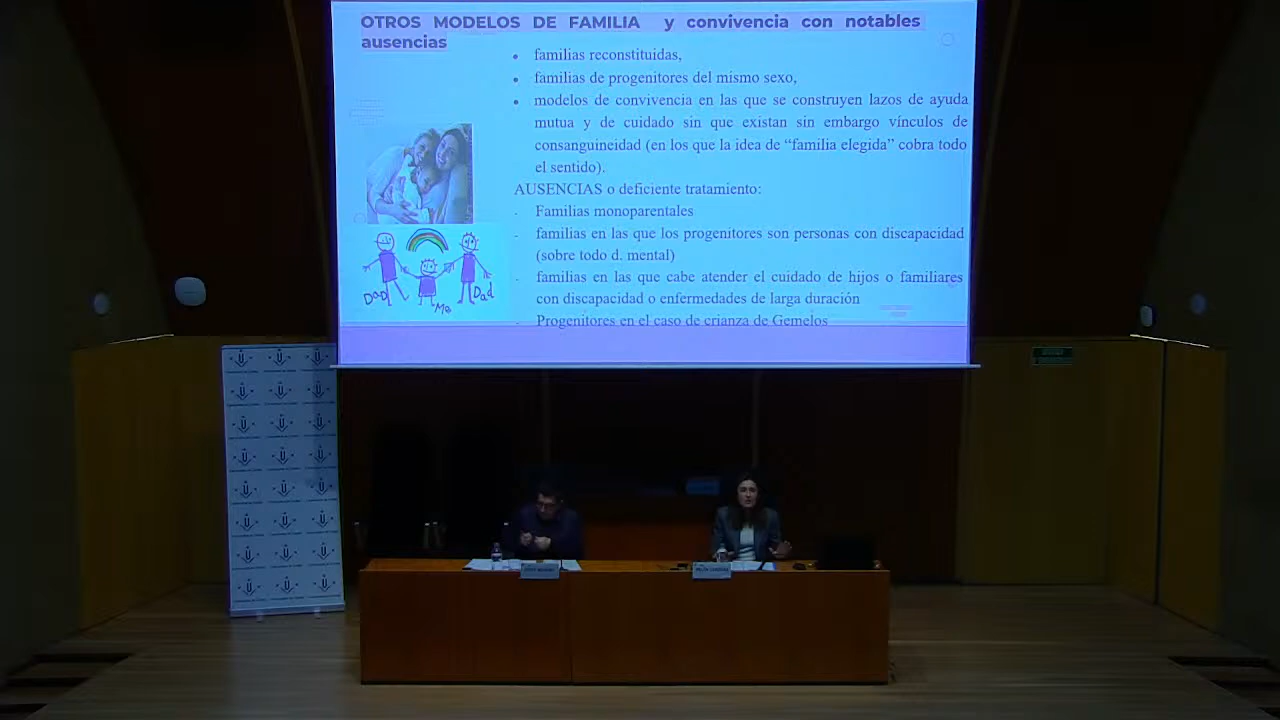 OTROS MODELOS DE FAMILIA y convivencia con notables
ausencias
• familias reconstituidas,
• familias de progenitores del mismo sexo,
• modelos de convivencia en las que se construyen lazos de ayuda
mutua y de cuidado sin que existan sin embargo vínculos de
consanguineidad (en los que la idea de “familia elegida” cobra todo
el sentido).
AUSENCIAS o deficiente tratamiento:
- Familias monoparentales
- familias en las que los progenitores son personas con discapacidad
(sobre todo d. mental)
- familias en las que cabe atender el cuidado de hijos o familiares
con discapacidad o enfermedades de larga duración
- Progenitores en el caso de crianza de Gemelos
Dad
Me
Dad